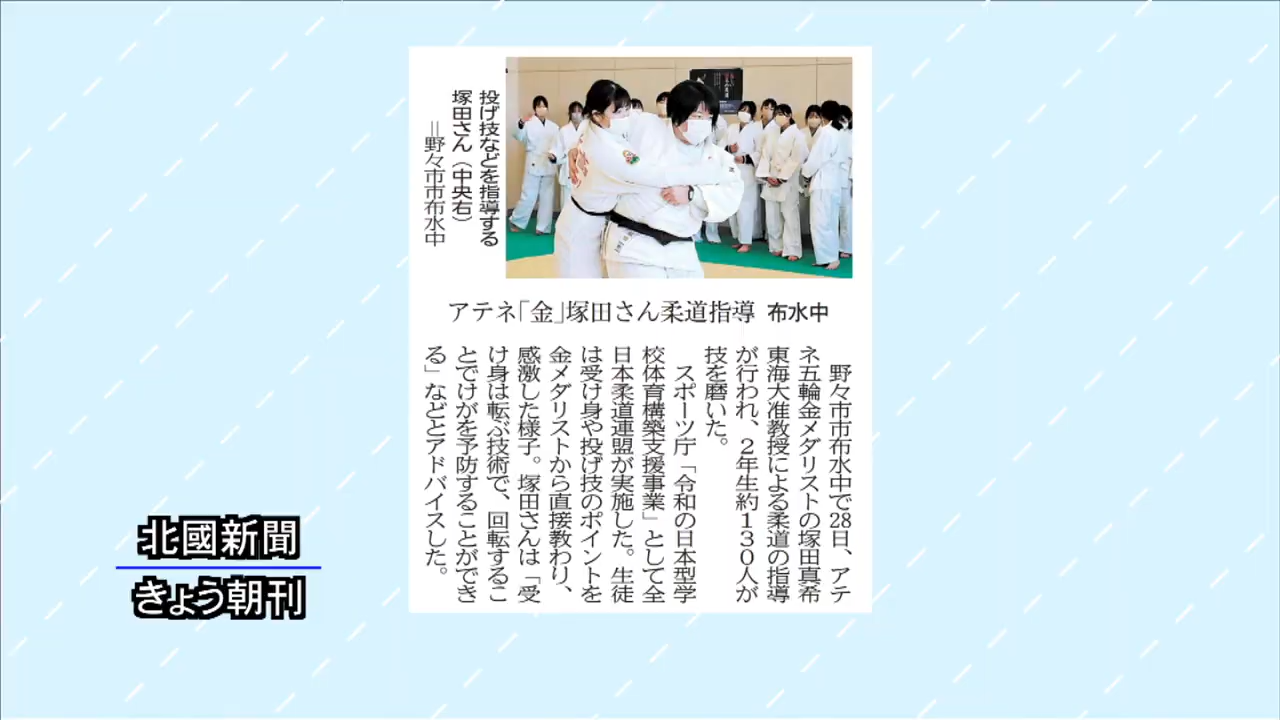 投げ技などを指導する
塚田さん（中央右）
＝野々市市布水中
アテネ「金」塚田さん柔道指導 布水中
野々市市布水中で28日、アテ
ネ五輪金メダリストの塚田真希
東海大准教授による柔道の指導
が行われ、２年生約１３０人が
技を磨いた。
スポーツ庁「令和の日本型学
校体育構築支援事業」として全
日本柔道連盟が実施した。生徒
は受け身や投げ技のポイントを
金メダリストから直接教わり、
感激した様子。塚田さんは「受
け身は転ぶ技術で、回転するこ
とでけがを予防することができ
る」などとアドバイスした。
北國新聞
きょう朝刊